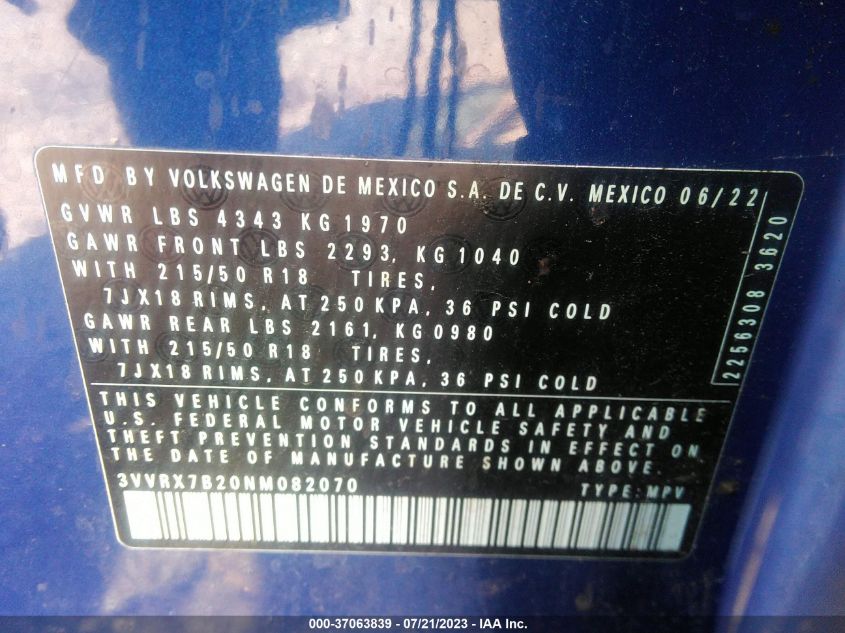 MFD BY VOLKSWAGEN DE MEXICO S.A. DE C.V. MEXICO 06/22
GVWR LBS 4343 KG 1970
GAWR FRONT LBS 2293, KG 1040
WITH 215/50 R18 TIRES,
7JX18 RIMS, AT 250 KPA, 36 PSI COLD
GAWR REAR LBS 2161, KG 0980
WITH 215/50 R18 TIRES,
7JX18 RIMS, AT 250 KPA, 36 PSI COLD
2256308 3620
THIS VEHICLE CONFORMS TO ALL APPLICABLE
U.S. FEDERAL MOTOR VEHICLE SAFETY AND
THEFT PREVENTION STANDARDS IN EFFECT ON
THE DATE OF MANUFACTURE SHOWN ABOVE.
3VVRX7B20NM082070 TYPE: MPV
000-37063839 - 07/21/2023 - IAA Inc.